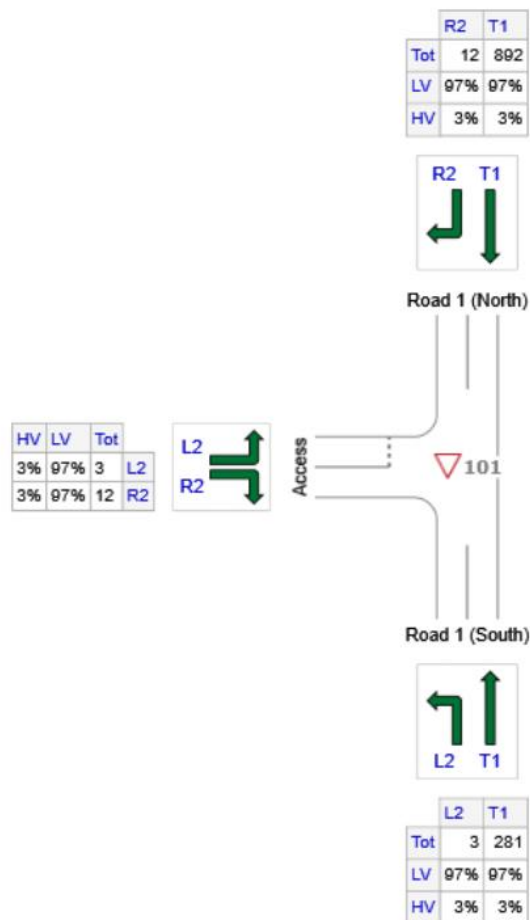 R2 T1
Tot 12 892
LV 97% 97%
HV 3% 3%
R2 T1
Road 1 (North)
HV LV Tot
3% 97% 3 L2
3% 97% 12 R2
L2
R2
Access
101
Road 1 (South)
L2 T1
L2 T1
Tot 3 281
LV 97% 97%
HV 3% 3%